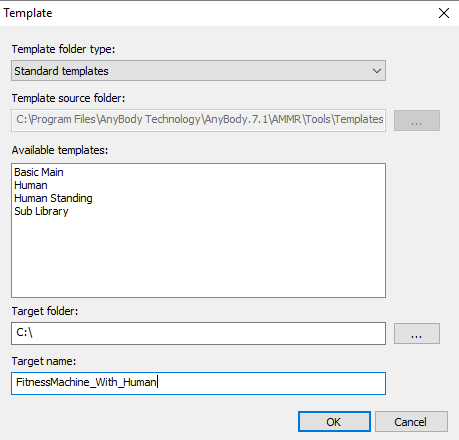 Template
Template folder type:
Standard templates
Template source folder:
C:\Program Files\AnyBody Technology\AnyBody.7.1\AMMR\Tools\Templates
...
Available templates:
Basic Main
Human
Human Standing
Sub Library
Target folder:
C:\
...
Target name:
FitnessMachine_With_Human
OK
Cancel